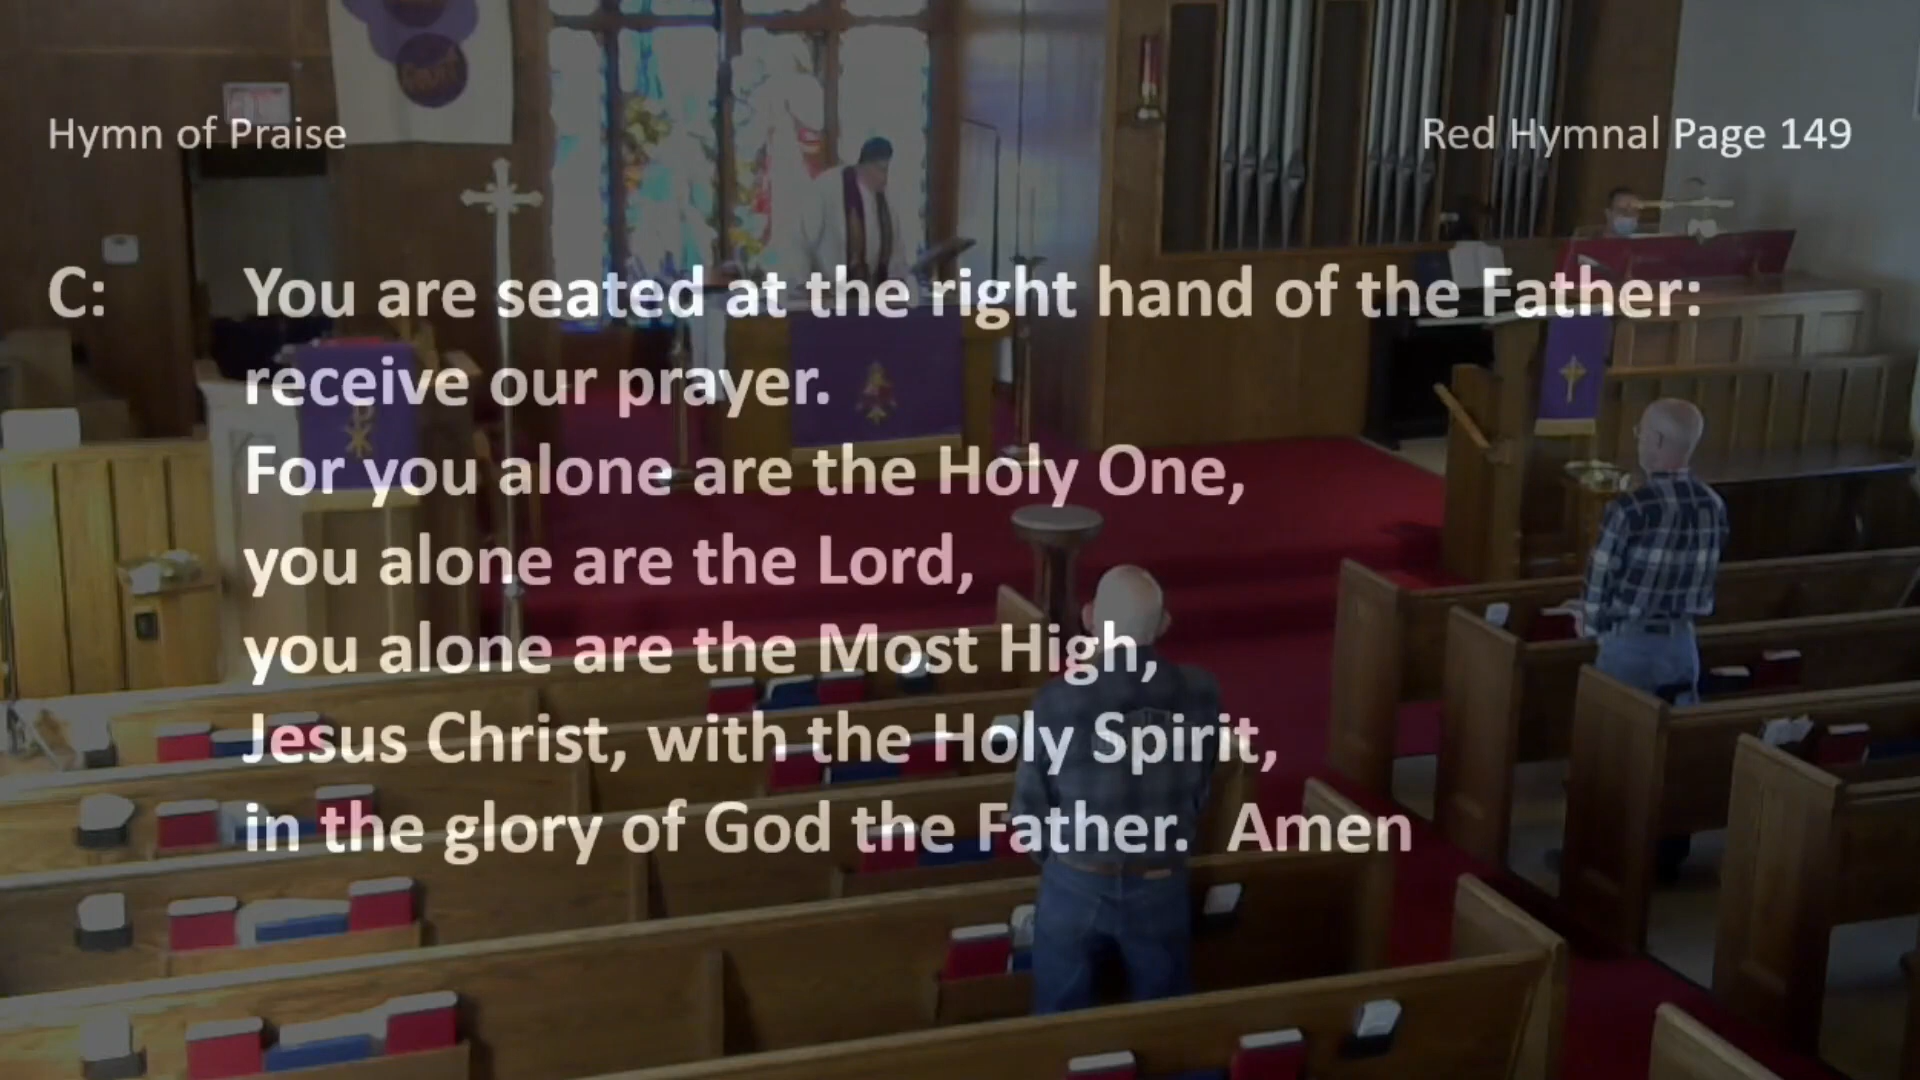 Hymn of Praise
Red Hymnal Page 149
C: You are seated at the right hand of the Father:
receive our prayer.
For you alone are the Holy One,
you alone are the Lord,
you alone are the Most High,
Jesus Christ, with the Holy Spirit,
in the glory of God the Father.  Amen